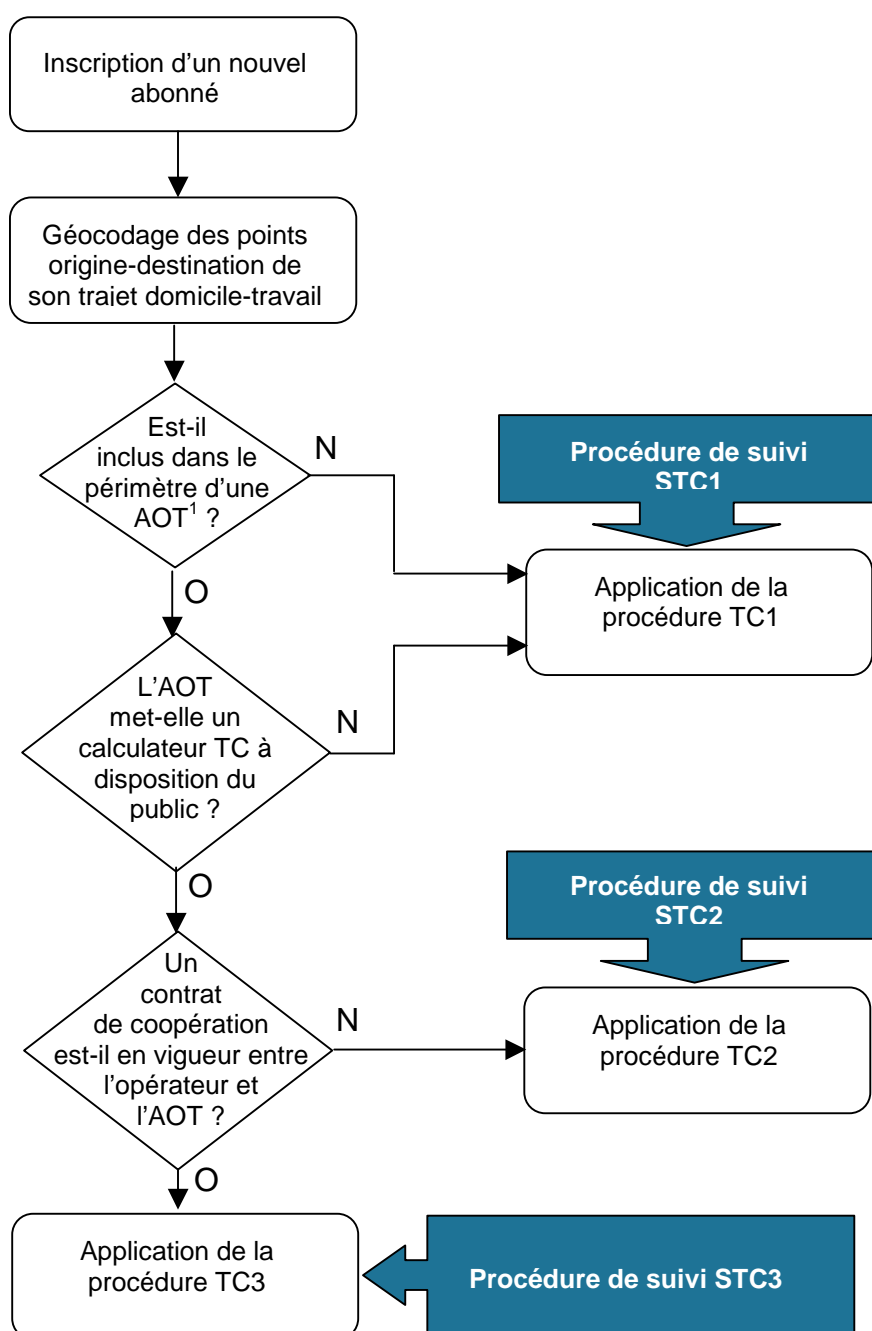 Inscription d’un nouvel
abonné
Géocodage des points
origine-destination de
son trajet domicile-travail
Est-il
inclus dans le
périmètre d’une
AOT¹ ?
N
O
Procédure de suivi
STC1
Application de la
procédure TC1
L’AOT
met-elle un
calculateur TC à
disposition du
public ?
N
O
Procédure de suivi
STC2
Application de la
procédure TC2
Un
contrat
de coopération
est-il en vigueur entre
l’opérateur et
l’AOT ?
N
O
Application de la
procédure TC3
Procédure de suivi STC3